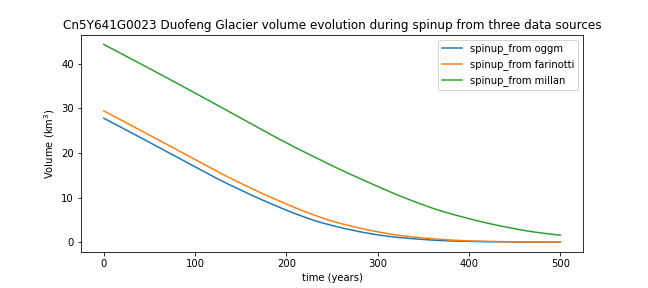 Cn5Y641G0023 Duofeng Glacier volume evolution during spinup from three data sources
spinup_from oggm
spinup_from farinotti
spinup_from millan
Volume (km³)
40
30
20
10
0
0 100 200 300 400 500
time (years)